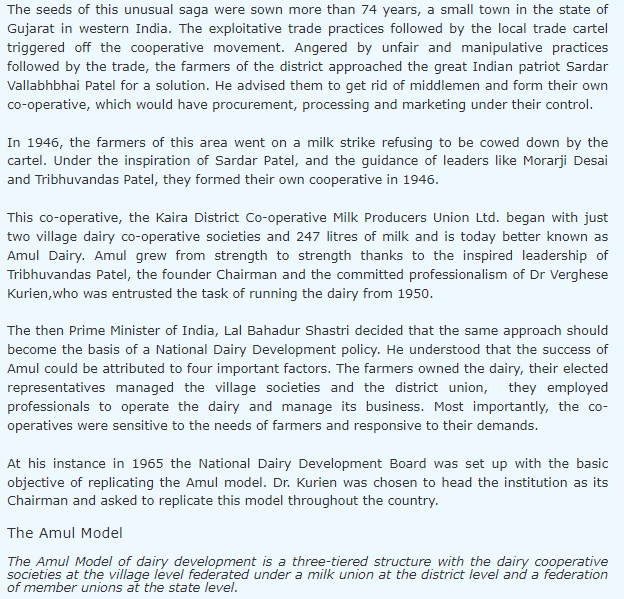 The seeds of this unusual saga were sown more than 74 years, a small town in the state of
Gujarat in western India. The exploitative trade practices followed by the local trade cartel
triggered off the cooperative movement. Angered by unfair and manipulative practices
followed by the trade, the farmers of the district approached the great Indian patriot Sardar
Vallabhbhai Patel for a solution. He advised them to get rid of middlemen and form their own
co-operative, which would have procurement, processing and marketing under their control.
In 1946, the farmers of this area went on a milk strike refusing to be cowed down by the
cartel. Under the inspiration of Sardar Patel, and the guidance of leaders like Morarji Desai
and Tribhuvandas Patel, they formed their own cooperative in 1946.
This co-operative, the Kaira District Co-operative Milk Producers Union Ltd. began with just
two village dairy co-operative societies and 247 litres of milk and is today better known as
Amul Dairy. Amul grew from strength to strength thanks to the inspired leadership of
Tribhuvandas Patel, the founder Chairman and the committed professionalism of Dr Verghese
Kurien,who was entrusted the task of running the dairy from 1950.
The then Prime Minister of India, Lal Bahadur Shastri decided that the same approach should
become the basis of a National Dairy Development policy. He understood that the success of
Amul could be attributed to four important factors. The farmers owned the dairy, their elected
representatives managed the village societies and the district union, they employed
professionals to operate the dairy and manage its business. Most importantly, the co-
operatives were sensitive to the needs of farmers and responsive to their demands.
At his instance in 1965 the National Dairy Development Board was set up with the basic
objective of replicating the Amul model. Dr. Kurien was chosen to head the institution as its
Chairman and asked to replicate this model throughout the country.
The Amul Model
The Amul Model of dairy development is a three-tiered structure with the dairy cooperative
societies at the village level federated under a milk union at the district level and a federation
of member unions at the state level.